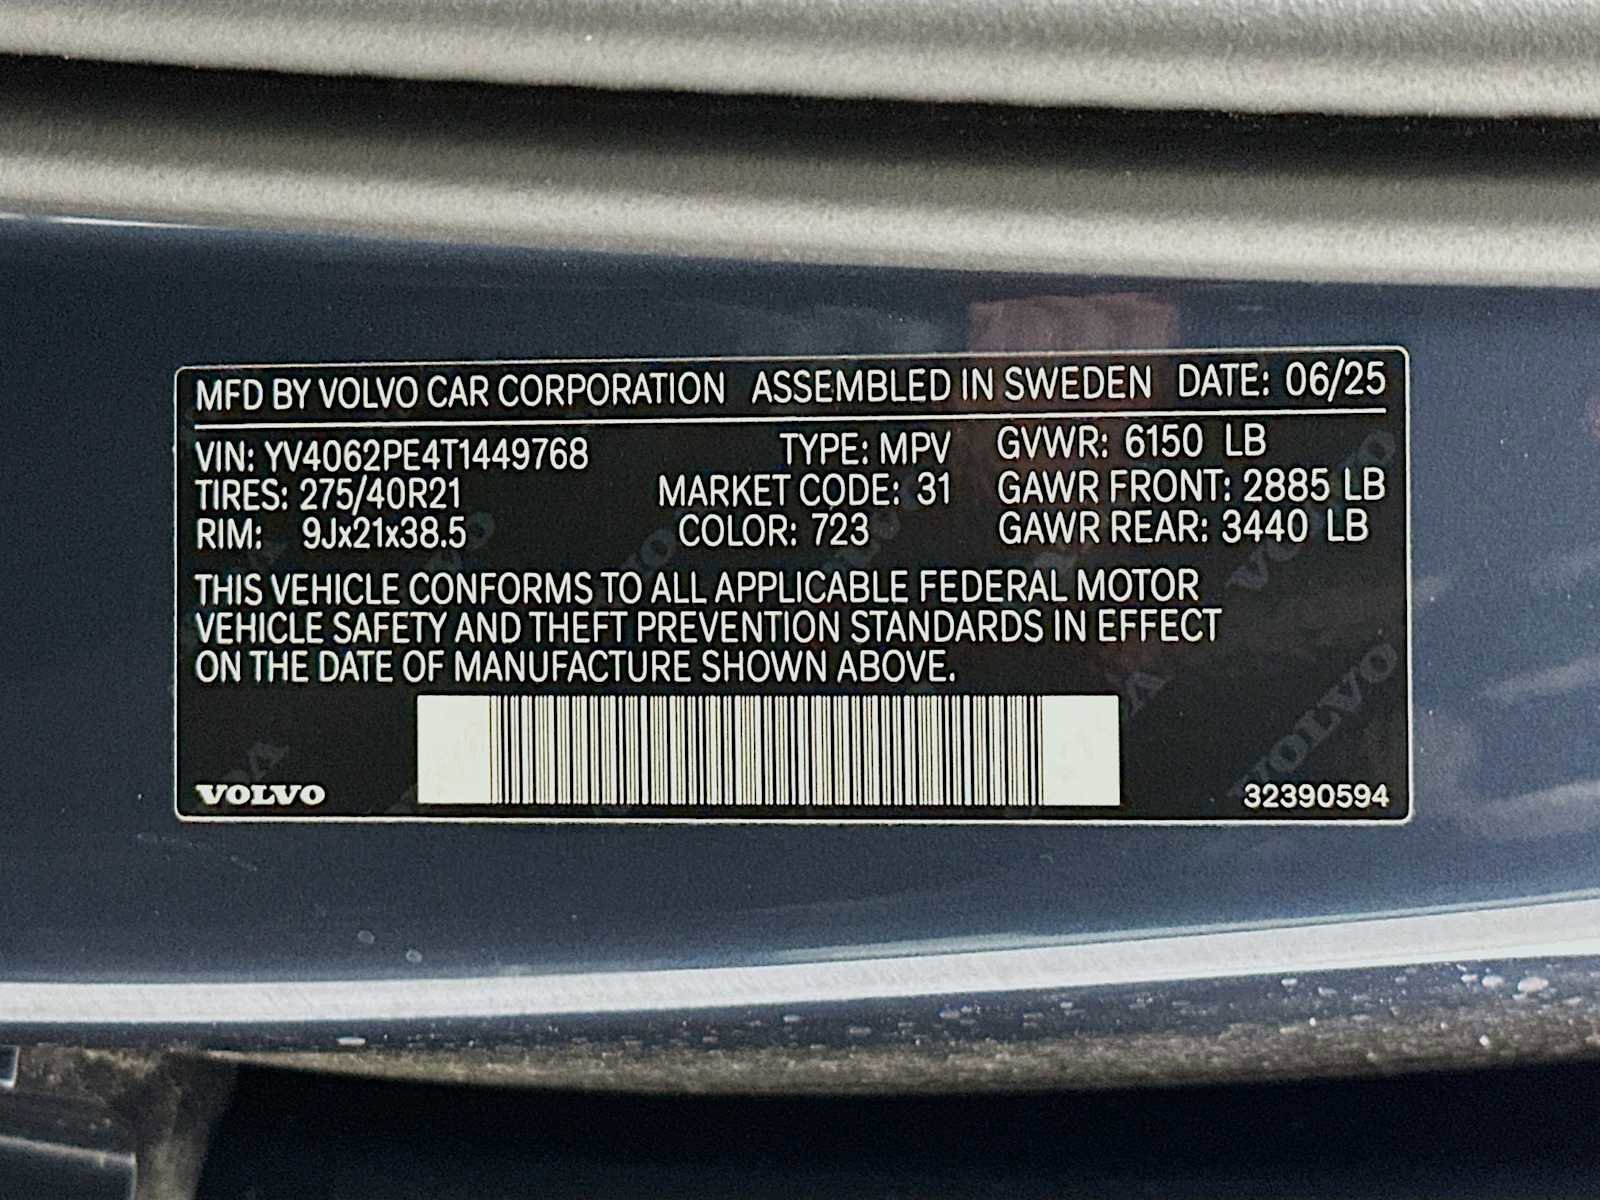 MFD BY VOLVO CAR CORPORATION ASSEMBLED IN SWEDEN DATE: 06/25
VIN: YV4062PE4T1449768 TYPE: MPV GVWR: 6150 LB
TIRES: 275/40R21 MARKET CODE: 31 GAWR FRONT: 2885 LB
RIM: 9Jx21x38.5 COLOR: 723 GAWR REAR: 3440 LB
THIS VEHICLE CONFORMS TO ALL APPLICABLE FEDERAL MOTOR
VEHICLE SAFETY AND THEFT PREVENTION STANDARDS IN EFFECT
ON THE DATE OF MANUFACTURE SHOWN ABOVE.
VOLVO 32390594